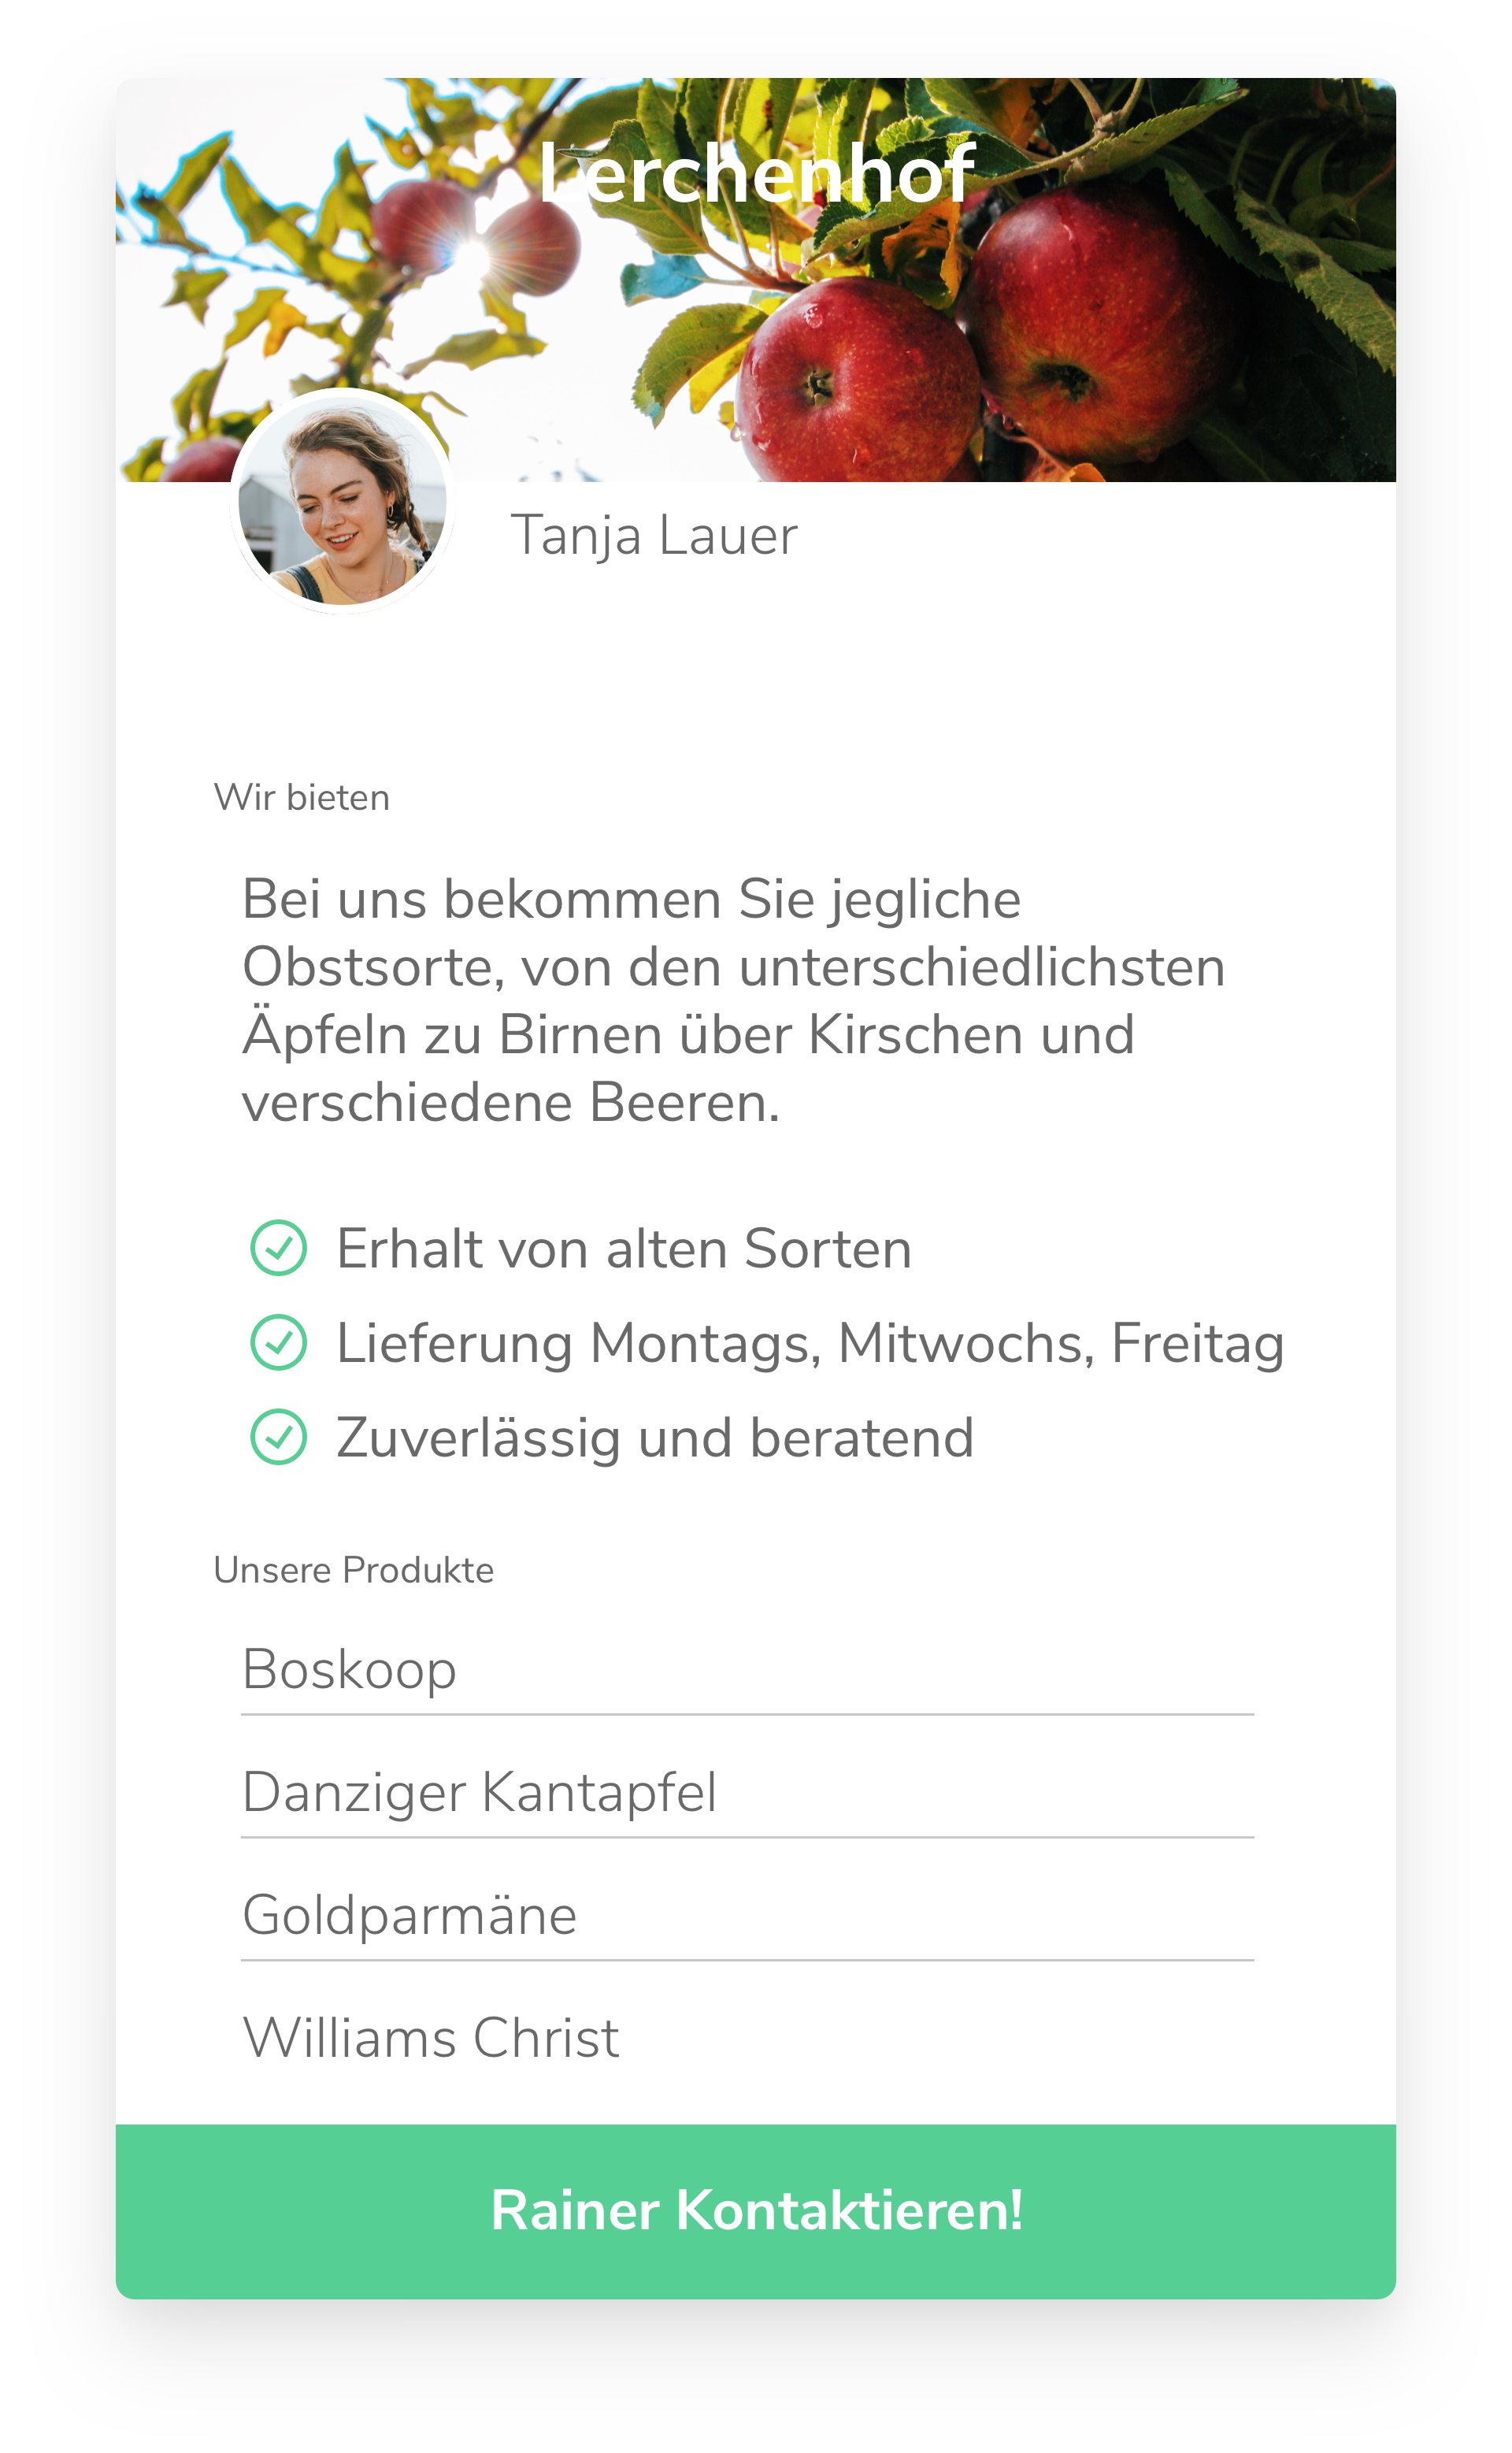 Lerchenhof
Tanja Lauer
Wir bieten
Bei uns bekommen Sie jegliche
Obstsorte, von den unterschiedlichsten
Äpfeln zu Birnen über Kirschen und
verschiedene Beeren.
Erhalt von alten Sorten
Lieferung Montags, Mitwochs, Freitag
Zuverlässig und beratend
Unsere Produkte
Boskoop
Danziger Kantapfel
Goldparmäne
Williams Christ
Rainer Kontaktieren!